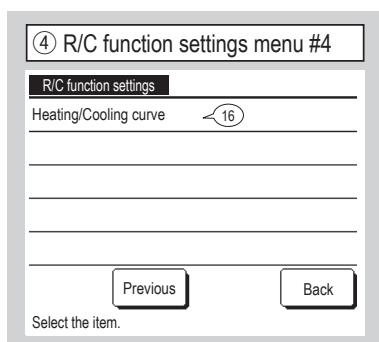 ④ R/C function settings menu #4
R/C function settings
Heating/Cooling curve 16
Previous Back
Select the item.